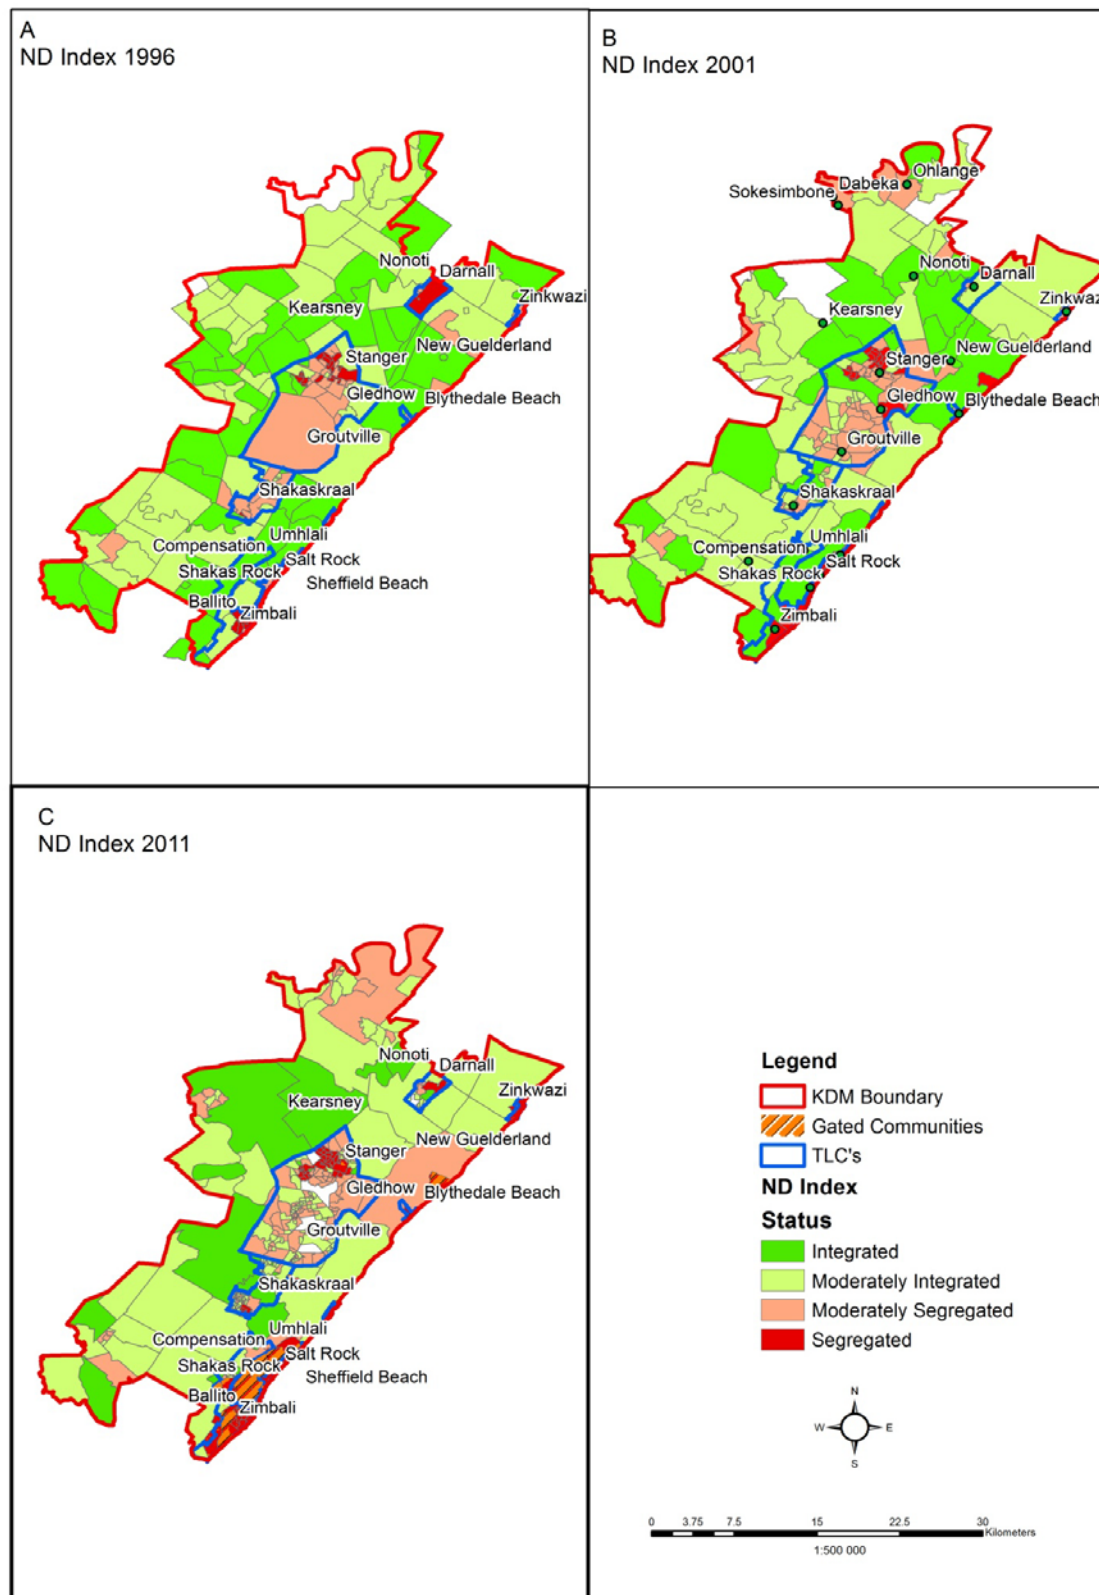 A
ND Index 1996
Nonoti
Darnall
Zinkwazi
Kearsney
New Guelderland
Stanger
Gledhow
Blythedale Beach
Groutville
Shakaskraal
Umhlali
Compensation
Salt Rock
Shakas Rock
Sheffield Beach
Ballito
Zimbali
B
ND Index 2001
Ohlange
Dabeka
Sokesimbone
Nonoti
Darnall
Zinkwaz
Kearsney
New Guelderland
Stanger
Gledhow
Blythedale Beach
Groutville
Shakaskraal
Umhlali
Compensation
Salt Rock
Shakas Rock
Zimbali
C
ND Index 2011
Nonoti
Darnall
Zinkwazi
Kearsney
New Guelderland
Stanger
Gledhow
Blythedale Beach
Groutville
Shakaskraal
Umhlali
Compensation
Salt Rock
Shakas Rock
Sheffield Beach
Ballito
Zimbali
Legend
KDM Boundary
Gated Communities
TLC's
ND Index
Status
Integrated
Moderately Integrated
Moderately Segregated
Segregated
N
W E
S
0 3.75 7.5 15 22.5 30
Kilometers
1:500 000